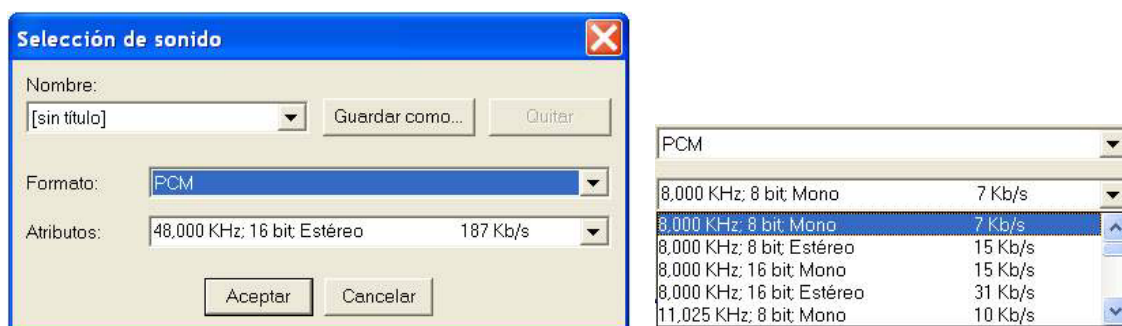 Selección de sonido
Nombre:
[sin título]
Guardar como...
Quitar
Formato:
PCM
Atributos:
48,000 KHz; 16 bit; Estéreo 187 Kb/s
Aceptar
Cancelar
PCM
8,000 KHz; 8 bit; Mono 7 Kb/s
8,000 KHz; 8 bit; Mono 7 Kb/s
8,000 KHz; 8 bit; Estéreo 15 Kb/s
8,000 KHz; 16 bit; Mono 15 Kb/s
8,000 KHz; 16 bit; Estéreo 31 Kb/s
11,025 KHz; 8 bit; Mono 10 Kb/s